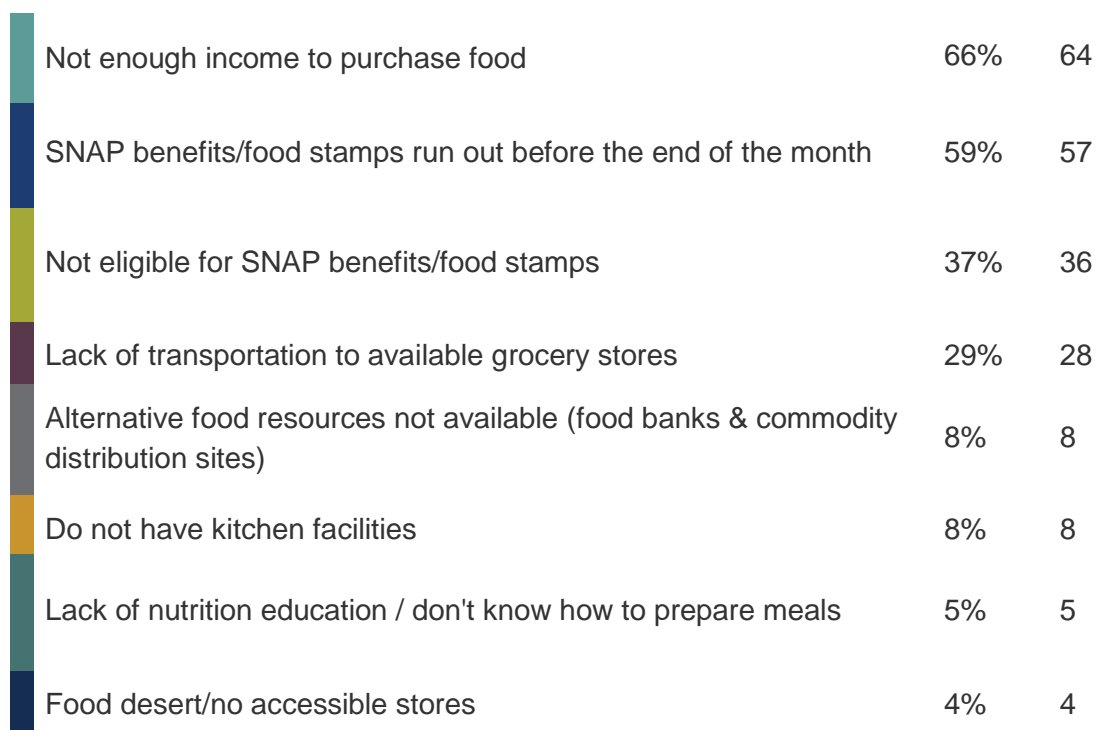 Not enough income to purchase food 66% 64
SNAP benefits/food stamps run out before the end of the month 59% 57
Not eligible for SNAP benefits/food stamps 37% 36
Lack of transportation to available grocery stores 29% 28
Alternative food resources not available (food banks & commodity
distribution sites) 8% 8
Do not have kitchen facilities 8% 8
Lack of nutrition education / don't know how to prepare meals 5% 5
Food desert/no accessible stores 4% 4